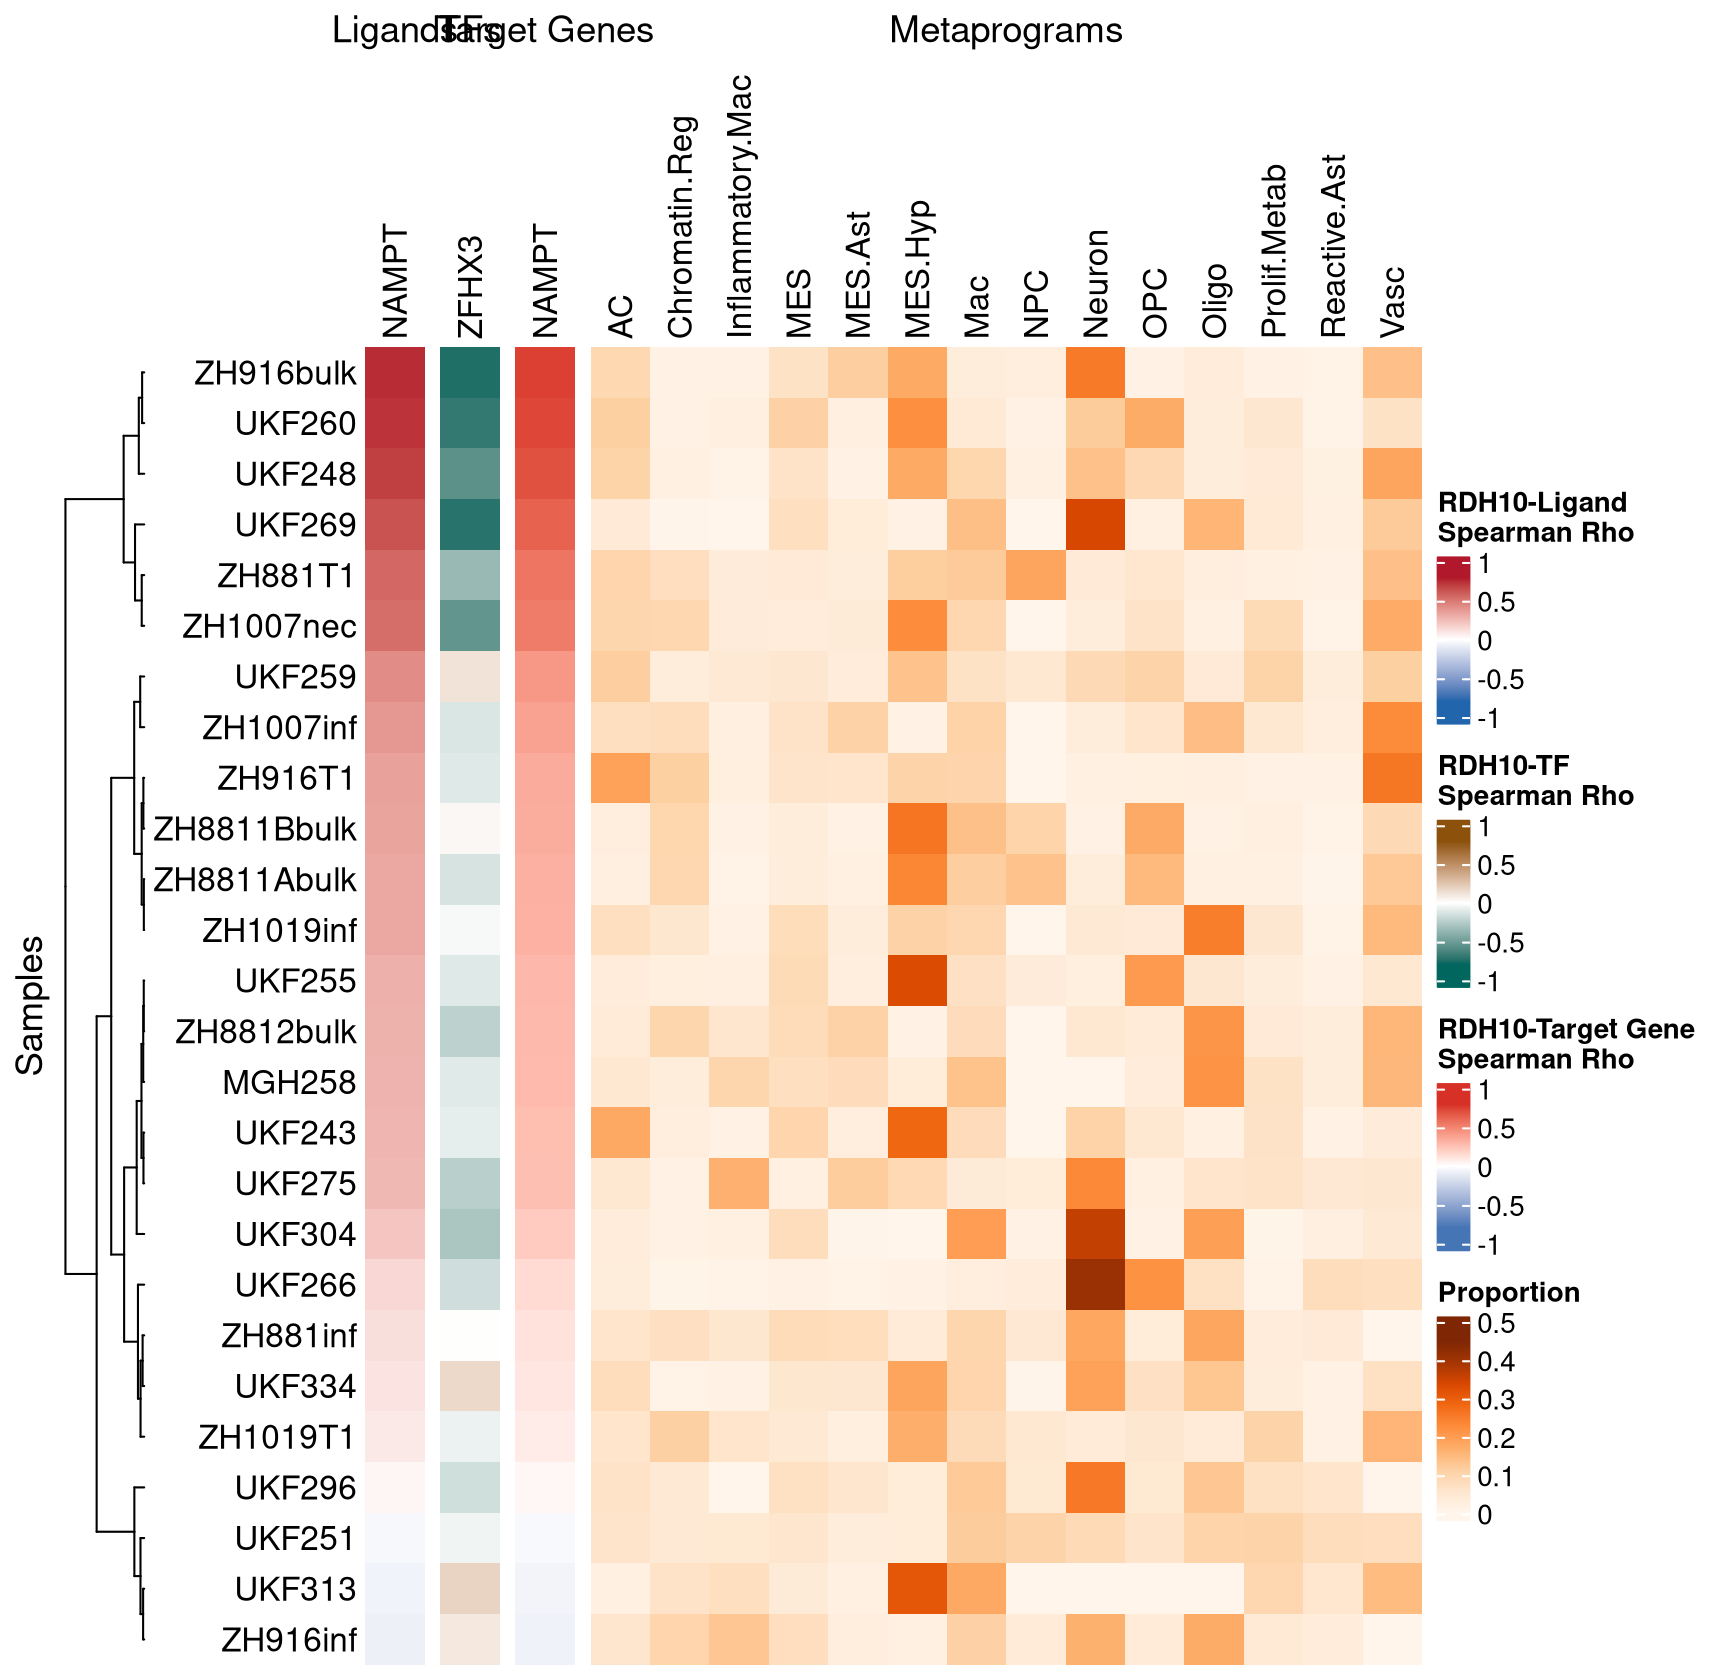 Ligands TFs Target Genes Metaprograms
NAMPT ZFHX3 NAMPT AC Chromatin.Reg Inflammatory.Mac MES MES.Ast MES.Hyp Mac NPC Neuron OPC Oligo Prolif.Metab Reactive.Ast Vasc
Samples
ZH916bulk
UKF260
UKF248
UKF269
ZH881T1
ZH1007nec
UKF259
ZH1007inf
ZH916T1
ZH8811Bbulk
ZH8811Abulk
ZH1019inf
UKF255
ZH8812bulk
MGH258
UKF243
UKF275
UKF304
UKF266
ZH881inf
UKF334
ZH1019T1
UKF296
UKF251
UKF313
ZH916inf
RDH10-Ligand
Spearman Rho
1
0.5
0
-0.5
-1
RDH10-TF
Spearman Rho
1
0.5
0
-0.5
-1
RDH10-Target Gene
Spearman Rho
1
0.5
0
-0.5
-1
Proportion
0.5
0.4
0.3
0.2
0.1
0